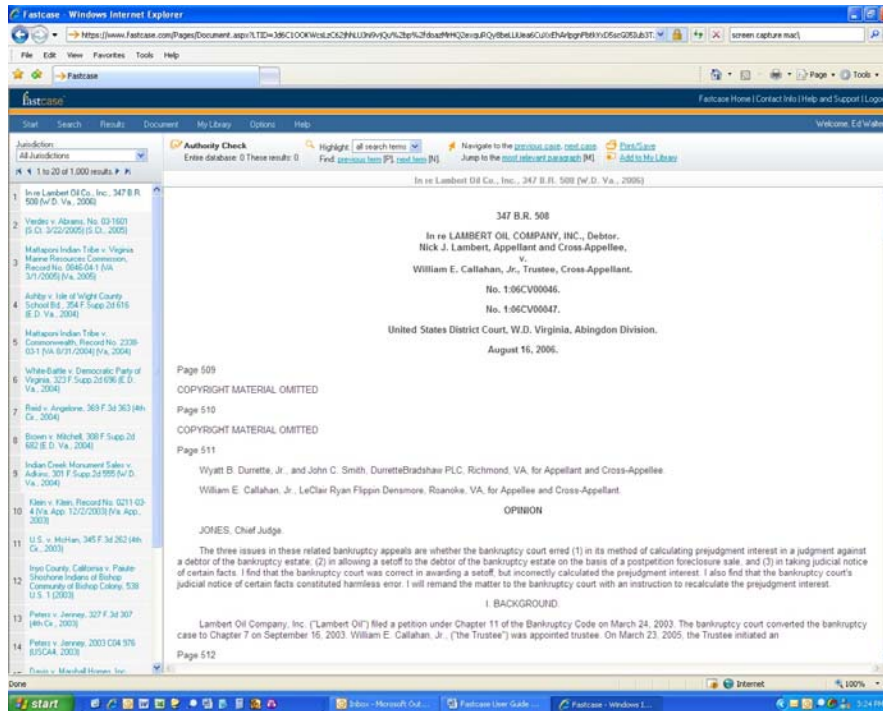 Fastcase - Windows Internet Explorer
screen capture mac\
File Edit View Favorites Tools Help
Fastcase
Page Tools
fastcase
Fastcase Home | Contact Info | Help and Support | Logo
Start Search Results Document My Library Options Help
Welcome, Ed Walte
Jurisdiction:
All Jurisdictions
1 to 20 of 1,000 results.
1 In re Lambert Oil Co., Inc., 347 B.R.
508 (W.D. Va., 2006)
2 Verdes v. Abrams, No. 03-1601
(S.Ct. 3/22/2005) (S.Ct., 2005)
3 Mattaponi Indian Tribe v. Virginia
Marine Resources Commission,
Record No. 0846-04-1 (VA
3/1/2005) (Va., 2005)
4 Ashby v. Isle of Wight County
School Bd., 354 F.Supp.2d 616
(E.D. Va., 2004)
5 Mattaponi Indian Tribe v.
Commonwealth, Record No. 2338-
03-1 (VA 8/31/2004) (Va., 2004)
6 White-Battle v. Democratic Party of
Virginia, 323 F.Supp.2d 696 (E.D.
Va., 2004)
7 Reid v. Angelone, 369 F.3d 363 (4th
Cir., 2004)
8 Brown v. Mitchell, 308 F.Supp.2d
682 (E.D. Va., 2004)
9 Indian Creek Monument Sales v.
Adkins, 301 F.Supp.2d 555 (W.D.
Va., 2004)
10 Klein v. Klein, Record No. 0211-03-
4 (Va. App. 12/2/2003) (Va. App.,
2003)
11 U.S. v. McHan, 345 F.3d 262 (4th
Cir., 2003)
12 Inyo County, California v. Paiute-
Shoshone Indians of Bishop
Community of Bishop Colony, 538
U.S. 1 (2003)
13 Peters v. Jenney, 327 F.3d 307
(4th Cir., 2003)
14 Peters v. Jenney, 2003 C04 976
(USCA4, 2003)
Davis v. Marshall Homes, Inc.
Authority Check
Entire database: 0 These results: 0
Highlight: all search terms
Find: previous term [P], next term [N].
Navigate to the previous case, next case
Jump to the most relevant paragraph [M].
Print/Save
Add to My Library
In re Lambert Oil Co., Inc., 347 B.R. 508 (W.D. Va., 2006)
347 B.R. 508
In re LAMBERT OIL COMPANY, INC., Debtor.
Nick J. Lambert, Appellant and Cross-Appellee,
v.
William E. Callahan, Jr., Trustee, Cross-Appellant.
No. 1:06CV00046.
No. 1:06CV00047.
United States District Court, W.D. Virginia, Abingdon Division.
August 16, 2006.
Page 509
COPYRIGHT MATERIAL OMITTED
Page 510
COPYRIGHT MATERIAL OMITTED
Page 511
Wyatt B. Durrette, Jr., and John C. Smith, DurretteBradshaw PLC, Richmond, VA, for Appellant and Cross-Appellee.
William E. Callahan, Jr., LeClair Ryan Flippin Densmore, Roanoke, VA, for Appellee and Cross-Appellant.
OPINION
JONES, Chief Judge.
The three issues in these related bankruptcy appeals are whether the bankruptcy court erred (1) in its method of calculating prejudgment interest in a judgment against
a debtor of the bankruptcy estate; (2) in allowing a setoff to the debtor of the bankruptcy estate on the basis of a postpetition foreclosure sale; and (3) in taking judicial notice
of certain facts. I find that the bankruptcy court was correct in awarding a setoff, but incorrectly calculated the prejudgment interest. I also find that the bankruptcy court's
judicial notice of certain facts constituted harmless error. I will remand the matter to the bankruptcy court with an instruction to recalculate the prejudgment interest.
I. BACKGROUND.
Lambert Oil Company, Inc. ("Lambert Oil") filed a petition under Chapter 11 of the Bankruptcy Code on March 24, 2003. The bankruptcy court converted the bankruptcy
case to Chapter 7 on September 16, 2003. William E. Callahan, Jr., ("the Trustee") was appointed trustee. On March 23, 2005, the Trustee initiated an
Page 512
Done
Internet
100%
start
Inbox - Microsoft Out...
Fastcase User Guide ...
Fastcase - Windows I...
3:24 PM